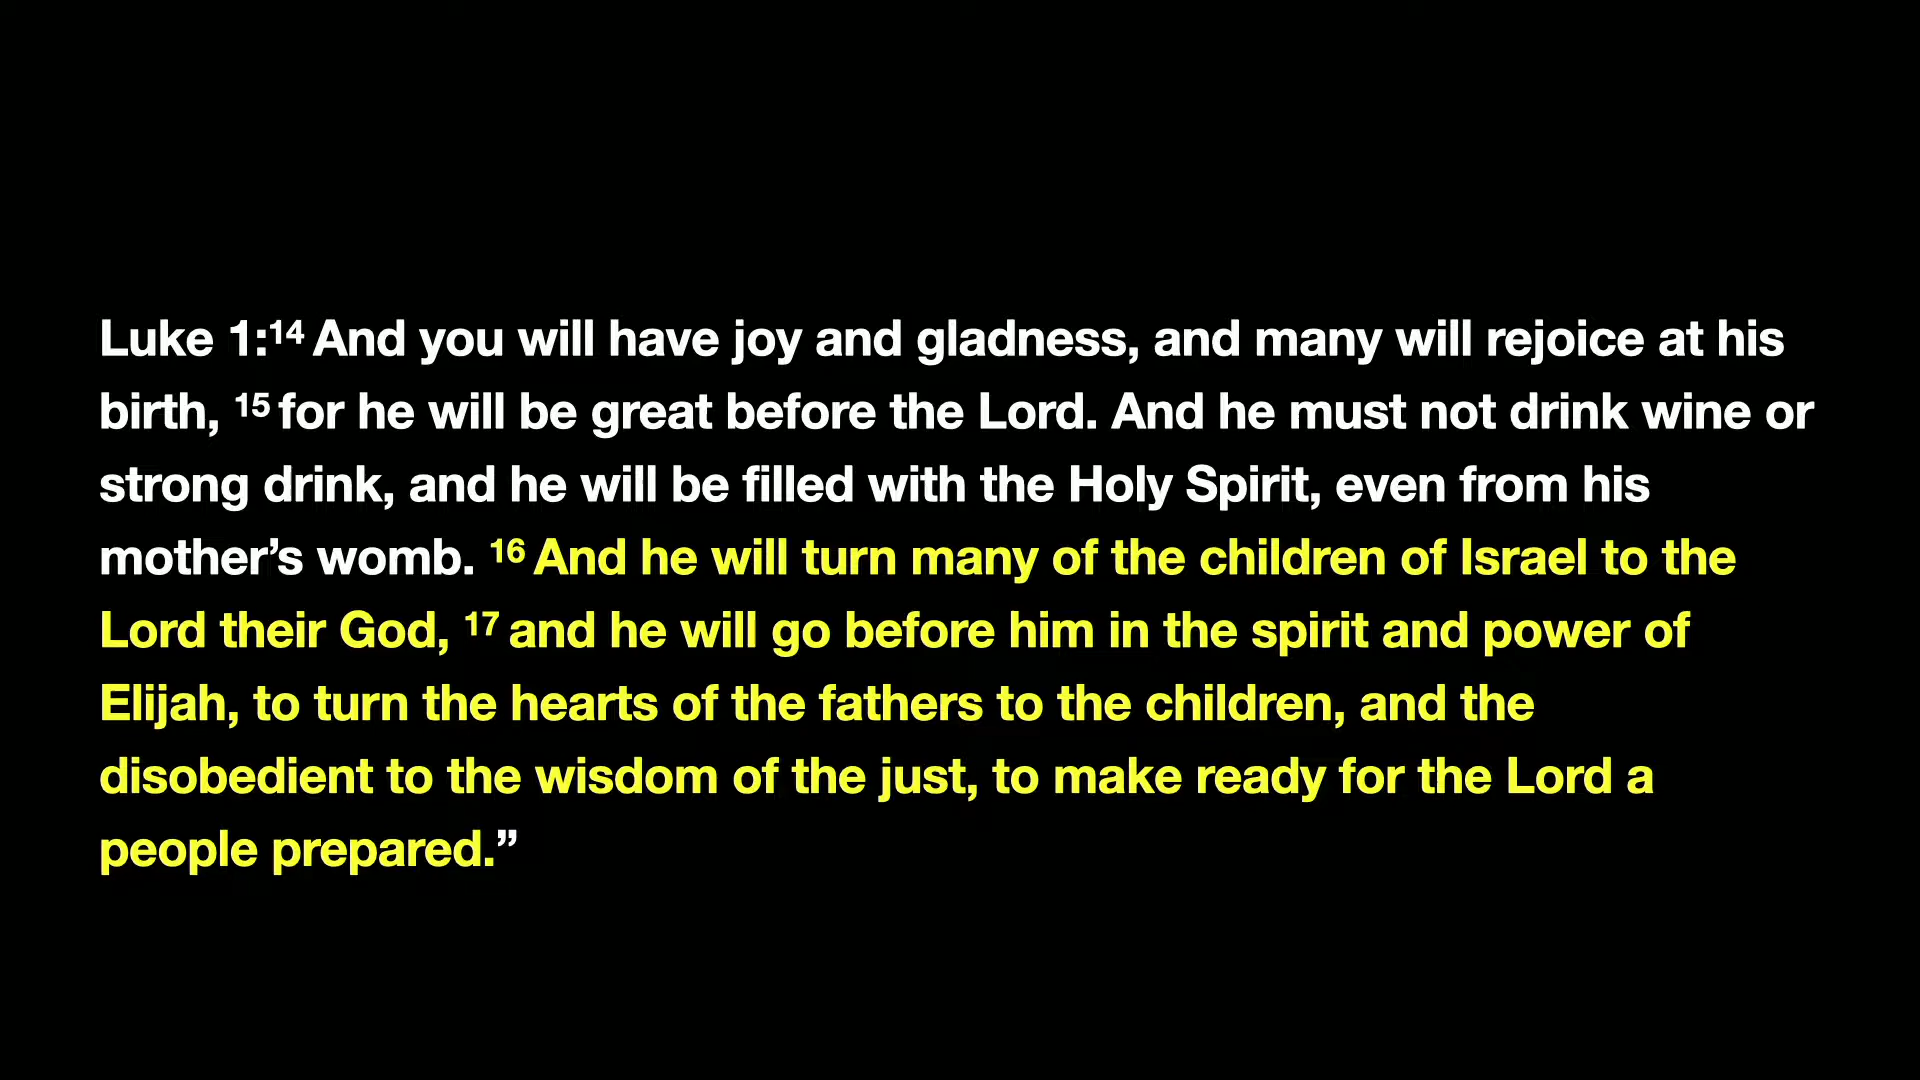 Luke 1:14 And you will have joy and gladness, and many will rejoice at his
birth, 15 for he will be great before the Lord. And he must not drink wine or
strong drink, and he will be filled with the Holy Spirit, even from his
mother’s womb. 16 And he will turn many of the children of Israel to the
Lord their God, 17 and he will go before him in the spirit and power of
Elijah, to turn the hearts of the fathers to the children, and the
disobedient to the wisdom of the just, to make ready for the Lord a
people prepared.”